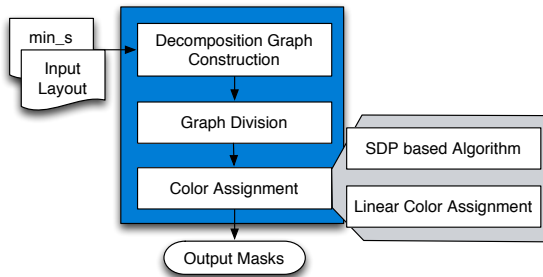 min_s
Input
Layout
Decomposition Graph
Construction
Graph Division
Color Assignment
SDP based Algorithm
Linear Color Assignment
Output Masks